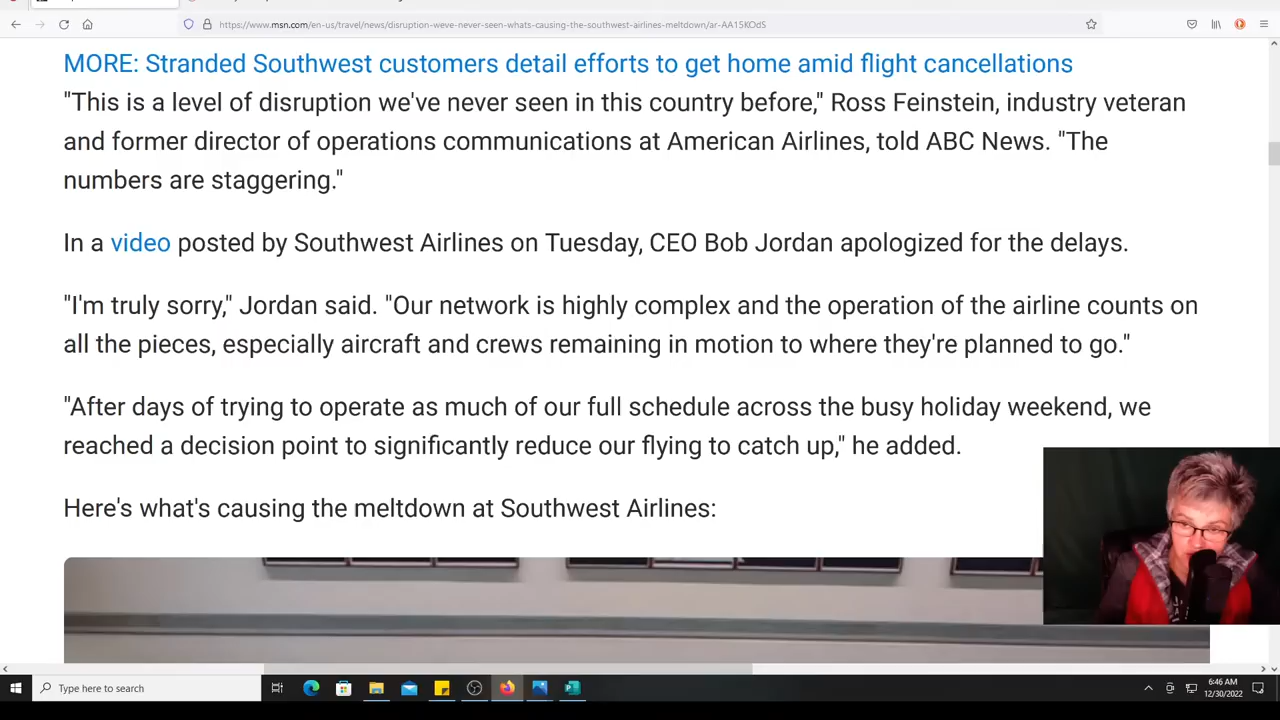 https://www.msn.com/en-us/travel/news/disruption-weve-never-seen-whats-causing-the-southwest-airlines-meltdown/ar-AA15KOdS
MORE: Stranded Southwest customers detail efforts to get home amid flight cancellations
"This is a level of disruption we've never seen in this country before," Ross Feinstein, industry veteran
and former director of operations communications at American Airlines, told ABC News. "The
numbers are staggering."
In a video posted by Southwest Airlines on Tuesday, CEO Bob Jordan apologized for the delays.
"I'm truly sorry," Jordan said. "Our network is highly complex and the operation of the airline counts on
all the pieces, especially aircraft and crews remaining in motion to where they're planned to go."
"After days of trying to operate as much of our full schedule across the busy holiday weekend, we
reached a decision point to significantly reduce our flying to catch up," he added.
Here's what's causing the meltdown at Southwest Airlines:
Type here to search
6:46 AM
12/30/2022